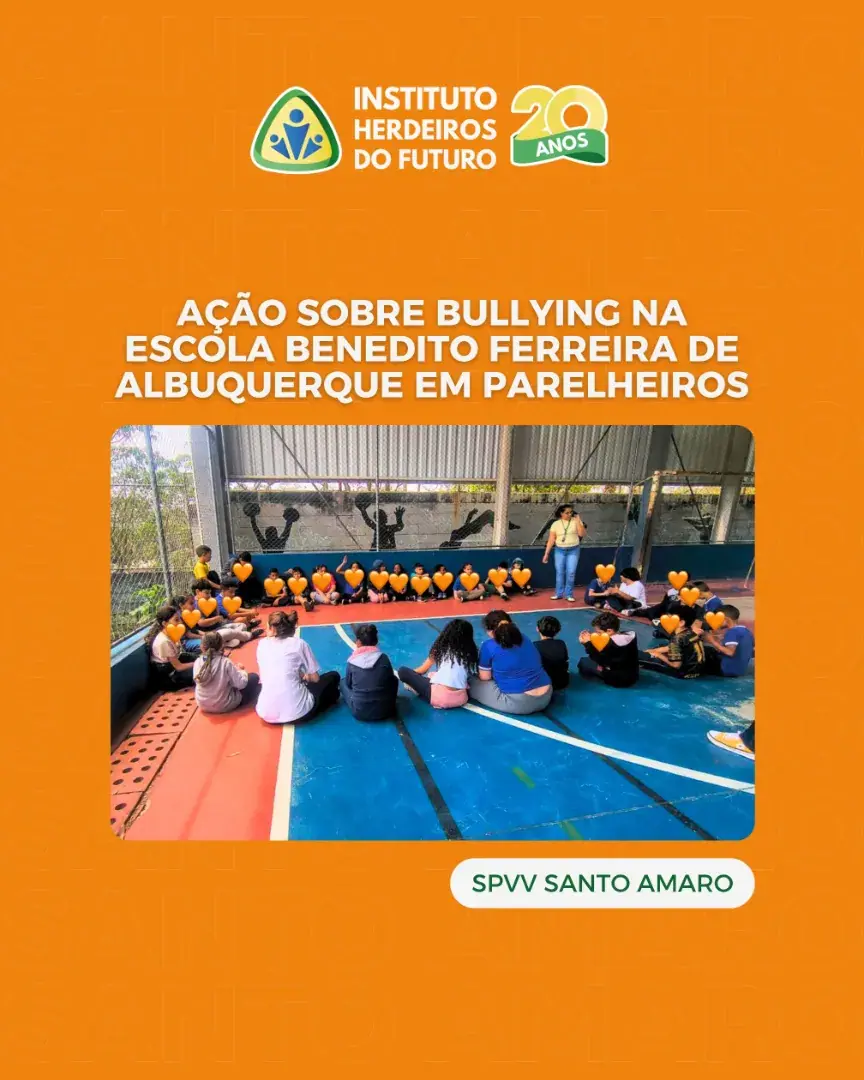 INSTITUTO
HERDEIROS
DO FUTURO
20
ANOS
AÇÃO SOBRE BULLYING NA
ESCOLA BENEDITO FERREIRA DE
ALBUQUERQUE EM PARELHEIROS
SPVV SANTO AMARO